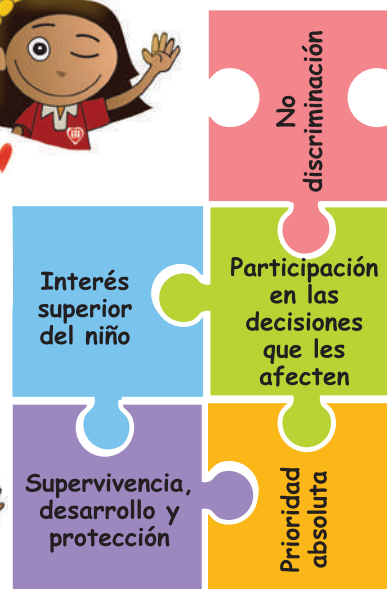 No
discriminación
Interés
superior
del niño
Participación
en las
decisiones
que les
afecten
Supervivencia,
desarrollo y
protección
Prioridad
absoluta